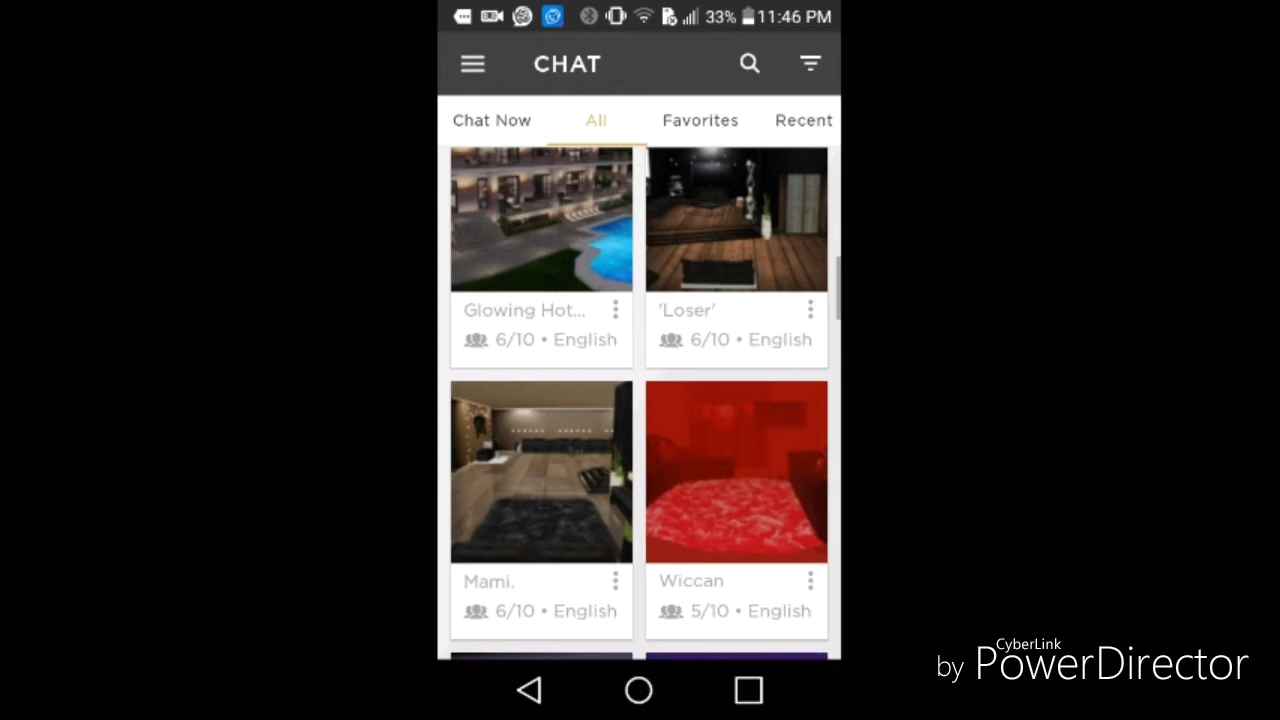 33% 11:46 PM
CHAT
Chat Now All Favorites Recent
Glowing Hot...
6/10 • English
'Loser'
6/10 • English
Mami.
6/10 • English
Wiccan
5/10 • English
CyberLink
by PowerDirector